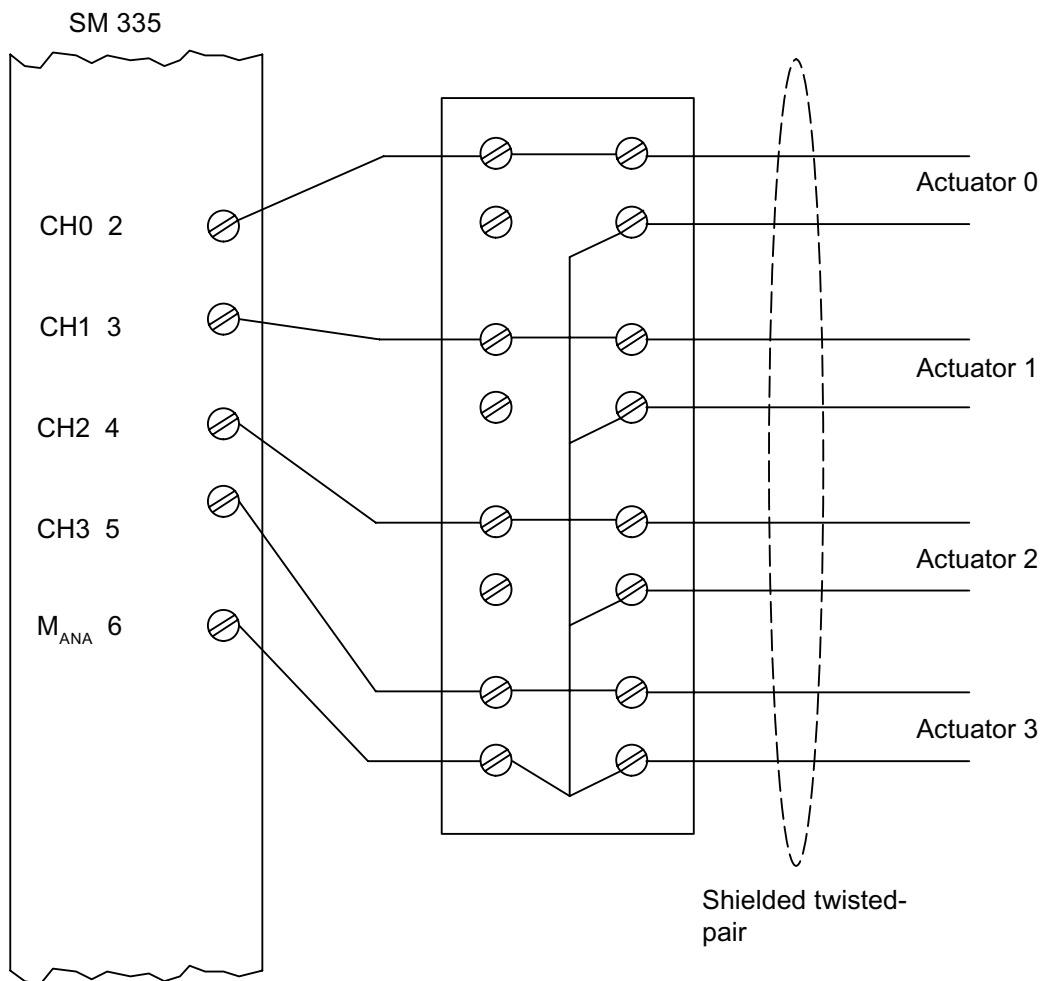 SM 335
CH0 2
Actuator 0
CH1 3
Actuator 1
CH2 4
CH3 5
Actuator 2
M_ANA 6
Actuator 3
Shielded twisted-
pair